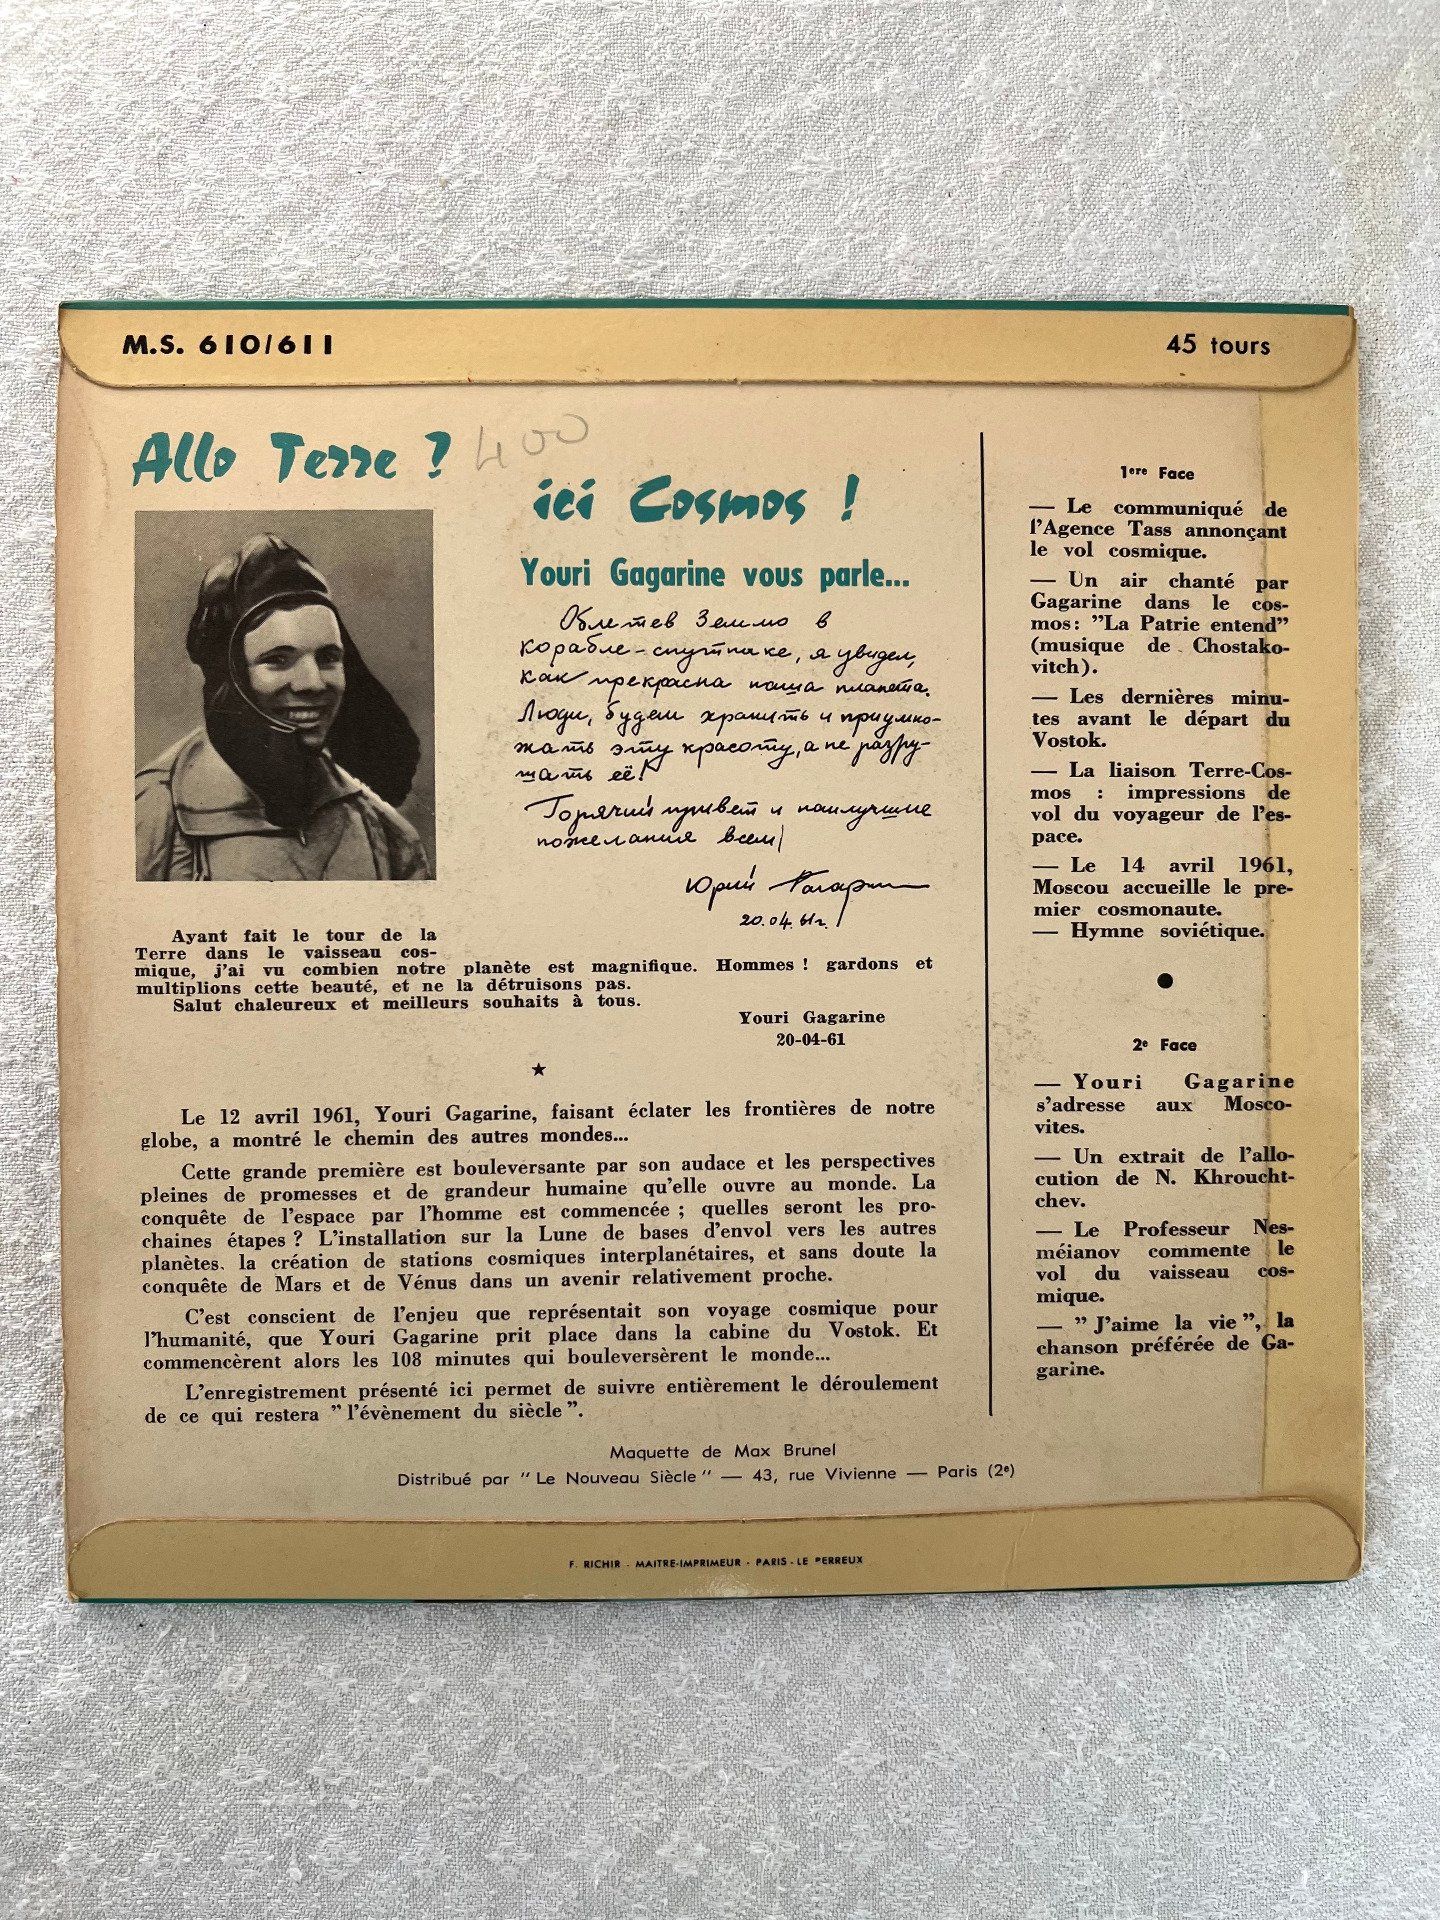 M.S. 610/611
45 tours
Allo Terre ?
400
ici Cosmos !
Youri Gagarine vous parle...
Облетев Землю в
корабле-спутнике, я увидел,
как прекрасна наша планета.
Люди, будем хранить и приумно-
жать эту красоту, а не разру-
шать её!
Горячий привет и наилучшие
пожелания всем!
Юрий Гагарин
20.04.61г.
Ayant fait le tour de la
Terre dans le vaisseau cos-
mique, j'ai vu combien notre planète est magnifique. Hommes ! gardons et
multiplions cette beauté, et ne la détruisons pas.
Salut chaleureux et meilleurs souhaits à tous.
Youri Gagarine
20-04-61
★
Le 12 avril 1961, Youri Gagarine, faisant éclater les frontières de notre
globe, a montré le chemin des autres mondes...
Cette grande première est bouleversante par son audace et les perspectives
pleines de promesses et de grandeur humaine qu'elle ouvre au monde. La
conquête de l'espace par l'homme est commencée ; quelles seront les pro-
chaines étapes ? L'installation sur la Lune de bases d'envol vers les autres
planètes. la création de stations cosmiques interplanétaires, et sans doute la
conquête de Mars et de Vénus dans un avenir relativement proche.
C'est conscient de l'enjeu que représentait son voyage cosmique pour
l'humanité, que Youri Gagarine prit place dans la cabine du Vostok. Et
commencèrent alors les 108 minutes qui bouleversèrent le monde...
L'enregistrement présenté ici permet de suivre entièrement le déroulement
de ce qui restera " l'évènement du siècle ".
1ere Face
— Le communiqué de
l'Agence Tass annonçant
le vol cosmique.
— Un air chanté par
Gagarine dans le cos-
mos : "La Patrie entend"
(musique de Chostako-
vitch).
— Les dernières minu-
tes avant le départ du
Vostok.
— La liaison Terre-Cos-
mos : impressions de
vol du voyageur de l'es-
pace.
— Le 14 avril 1961,
Moscou accueille le pre-
mier cosmonaute.
— Hymne soviétique.
●
2e Face
— Youri Gagarine
s'adresse aux Mosco-
vites.
— Un extrait de l'allo-
cution de N. Khroucht-
chev.
— Le Professeur Nes-
méianov commente le
vol du vaisseau cos-
mique.
— " J'aime la vie ", la
chanson préférée de Ga-
garine.
Maquette de Max Brunel
Distribué par " Le Nouveau Siècle " — 43, rue Vivienne — Paris (2e)
F. RICHIR - MAITRE-IMPRIMEUR - PARIS - LE PERREUX